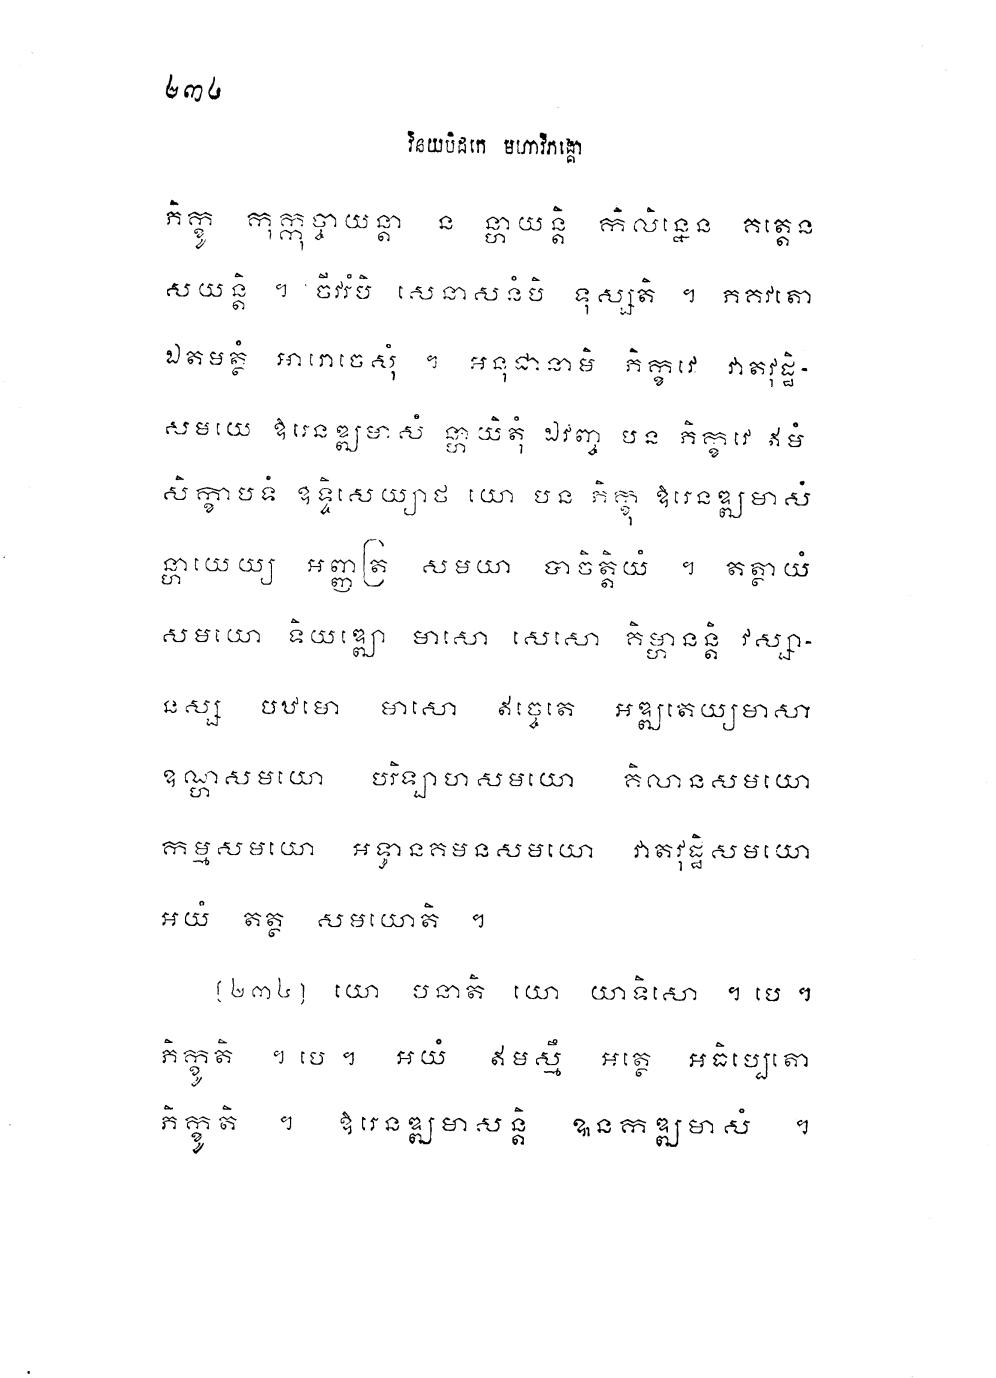 ២៣៤
វិនយបិដកេ មហាវិភង្គោ
ភិក្ខូ កុក្កុច្ចាយន្តា ន ន្ហាយន្តិ កិលិន្នេន គត្តេន
សយន្តិ ។ ចីវរំបិ សេនាសនំបិ ទុស្សតិ ។ ភគវតោ
ឯតមត្ថំ អារោចេសុំ ។ អនុជានាមិ ភិក្ខវេ វាតវុដ្ឋិ-
សមយេ ឱរេនឌ្ឍមាសំ ន្ហាយិតុំ ឯវញ្ច បន ភិក្ខវេ ឥមំ
សិក្ខាបទំ ឧទ្ទិសេយ្យាថ យោ បន ភិក្ខុ ឱរេនឌ្ឍមាសំ
ន្ហាយេយ្យ អញ្ញត្រ សមយា បាចិត្តិយំ ។ តត្ថាយំ
សមយោ ទិយឌ្ឍោ មាសោ សេសោ គិម្ហានន្តិ វស្សា-
នស្ស បឋមោ មាសោ ឥច្ចេតេ អឌ្ឍតេយ្យមាសា
ឧណ្ហសមយោ បរិឡាហសមយោ គិលានសមយោ
កម្មសមយោ អទ្ធានគមនសមយោ វាតវុដ្ឋិសមយោ
អយំ តត្ថ សមយោតិ ។
[២៣៤] យោ បនាតិ យោ យាទិសោ ។ បេ ។
ភិក្ខូតិ ។ បេ ។ អយំ ឥមស្មឹ អត្ថេ អធិប្បេតោ
ភិក្ខូតិ ។ ឱរេនឌ្ឍមាសន្តិ ឩនកឌ្ឍមាសំ ។